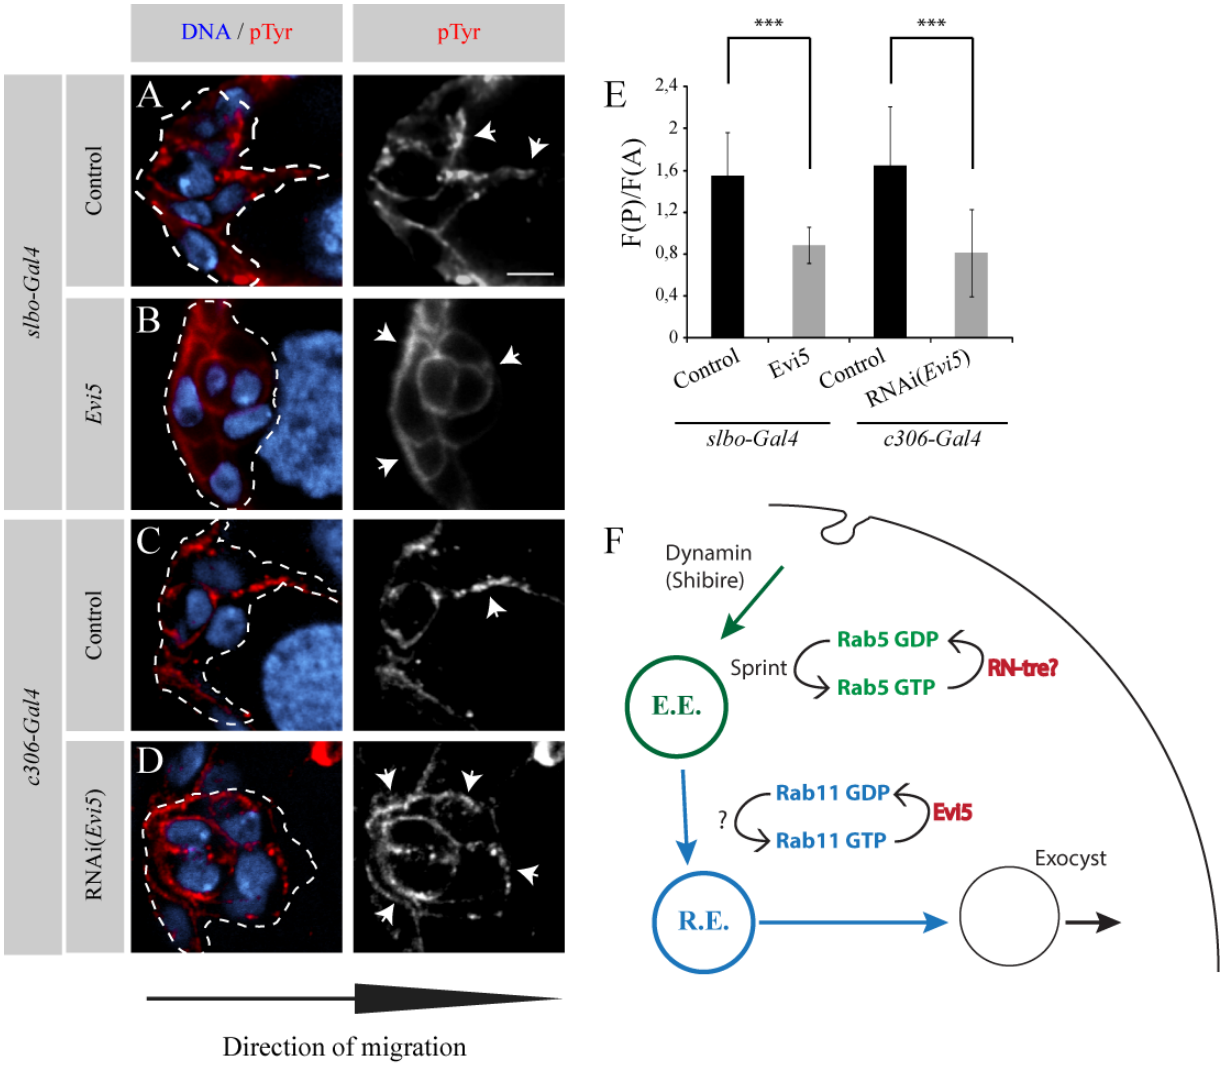 DNA / pTyr
pTyr
slbo-Gal4
Control
A
Evi5
B
c306-Gal4
Control
C
RNAi(Evi5)
D
Direction of migration
E
***
***
F(P)/F(A)
2,4
2
1,6
1,2
0,8
0,4
0
Control
Evi5
Control
RNAi(Evi5)
slbo-Gal4
c306-Gal4
F
Dynamin
(Shibire)
E.E.
Sprint
Rab5 GDP
Rab5 GTP
RN-tre?
?
Rab11 GDP
Rab11 GTP
Evi5
R.E.
Exocyst